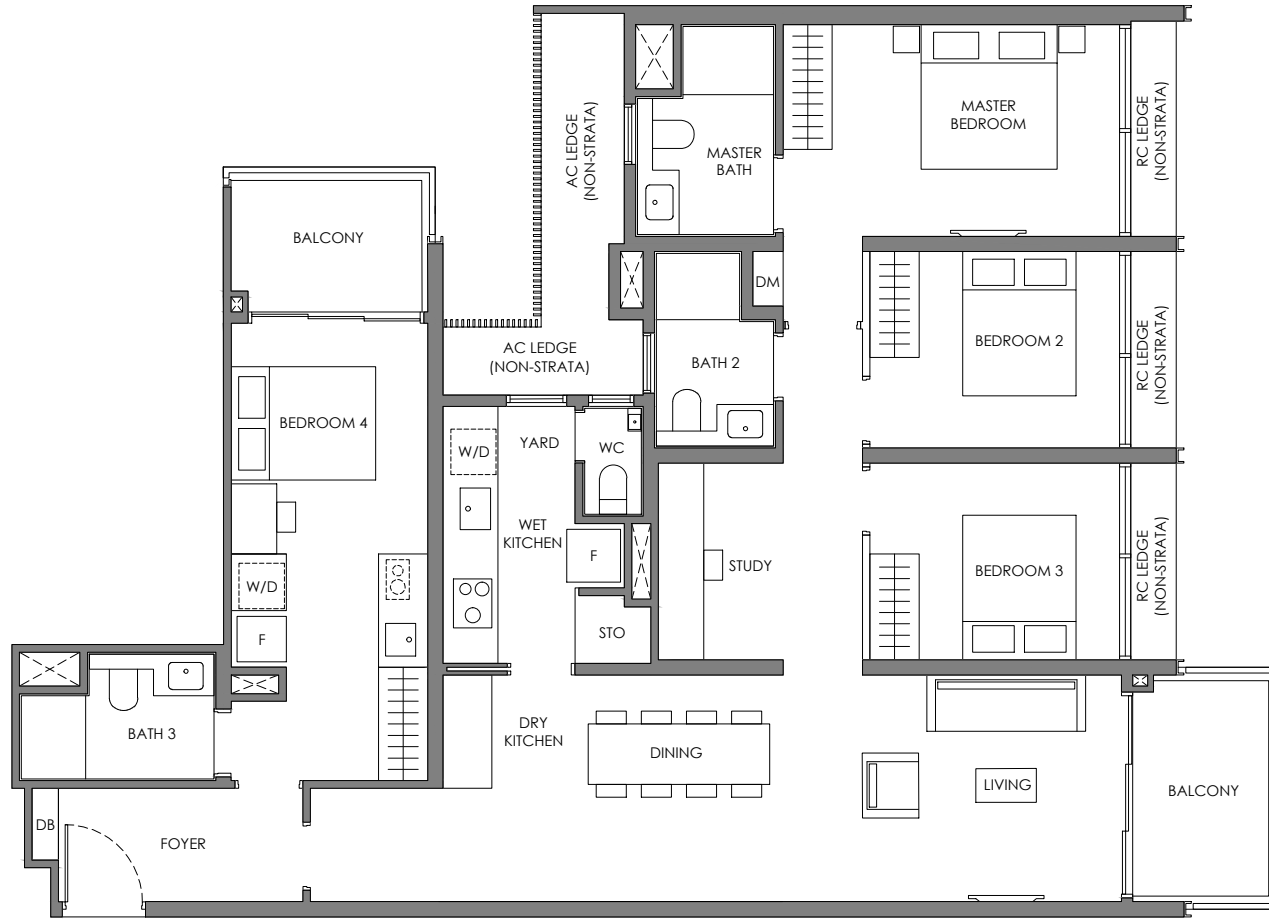 MASTER
BEDROOM
RC LEDGE
(NON-STRATA)
AC LEDGE
(NON-STRATA)
MASTER
BATH
BALCONY
DM
BEDROOM 2
RC LEDGE
(NON-STRATA)
AC LEDGE
(NON-STRATA)
BATH 2
BEDROOM 4
W/D
YARD
WC
WET
KITCHEN
F
STUDY
BEDROOM 3
RC LEDGE
(NON-STRATA)
W/D
F
STO
BATH 3
DRY
KITCHEN
DINING
LIVING
BALCONY
DB
FOYER